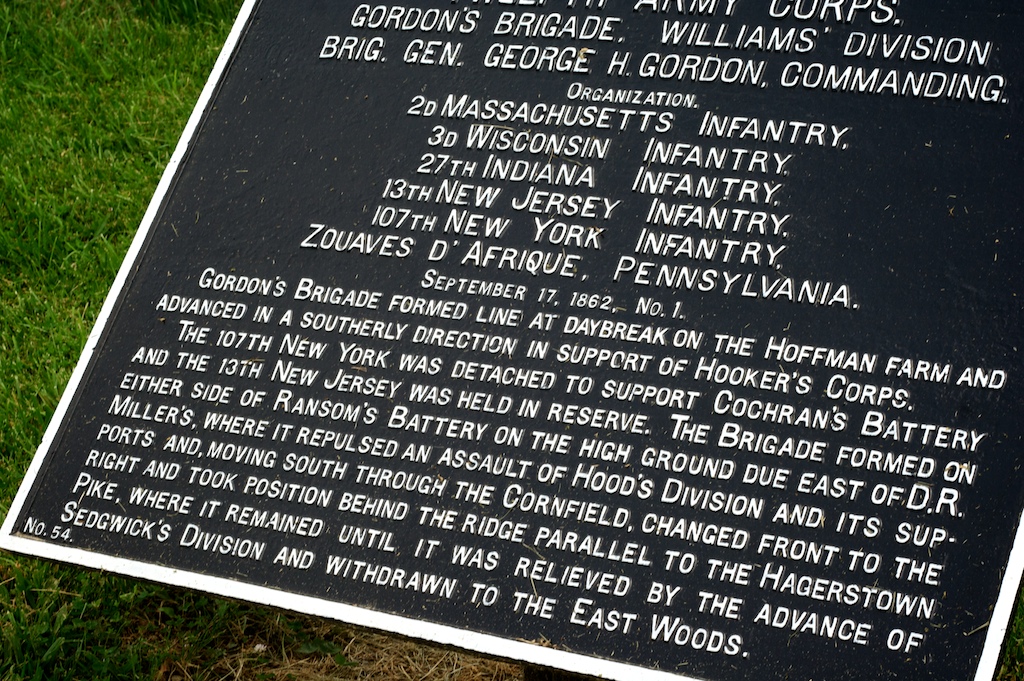 TWELFTH ARMY CORPS.
GORDON'S BRIGADE, WILLIAMS' DIVISION
BRIG. GEN. GEORGE H. GORDON, COMMANDING.
ORGANIZATION.
2D MASSACHUSETTS INFANTRY,
3D WISCONSIN INFANTRY,
27TH INDIANA INFANTRY,
13TH NEW JERSEY INFANTRY,
107TH NEW YORK INFANTRY,
ZOUAVES D'AFRIQUE, PENNSYLVANIA.
SEPTEMBER 17, 1862, NO. 1.
GORDON'S BRIGADE FORMED LINE AT DAYBREAK ON THE HOFFMAN FARM AND
ADVANCED IN A SOUTHERLY DIRECTION IN SUPPORT OF HOOKER'S CORPS.
THE 107TH NEW YORK WAS DETACHED TO SUPPORT COCHRAN'S BATTERY
AND THE 13TH NEW JERSEY WAS HELD IN RESERVE. THE BRIGADE FORMED ON
EITHER SIDE OF RANSOM'S BATTERY ON THE HIGH GROUND DUE EAST OF D.R.
MILLER'S, WHERE IT REPULSED AN ASSAULT OF HOOD'S DIVISION AND ITS SUP-
PORTS AND, MOVING SOUTH THROUGH THE CORNFIELD, CHANGED FRONT TO THE
RIGHT AND TOOK POSITION BEHIND THE RIDGE PARALLEL TO THE HAGERSTOWN
PIKE, WHERE IT REMAINED UNTIL IT WAS RELIEVED BY THE ADVANCE OF
SEDGWICK'S DIVISION AND WITHDRAWN TO THE EAST WOODS.
NO. 54.